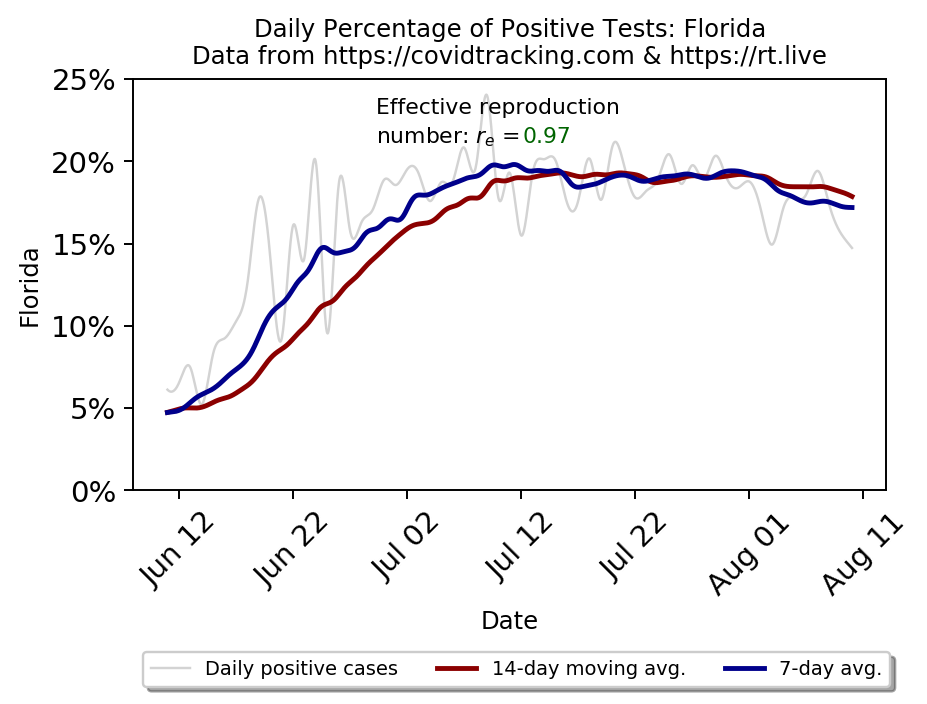 Daily Percentage of Positive Tests: Florida
Data from https://covidtracking.com & https://rt.live
25%
20%
15%
10%
5%
0%
Florida
Effective reproduction
number: rₑ =0.97
Jun 12
Jun 22
Jul 02
Jul 12
Jul 22
Aug 01
Aug 11
Date
Daily positive cases
14-day moving avg.
7-day avg.